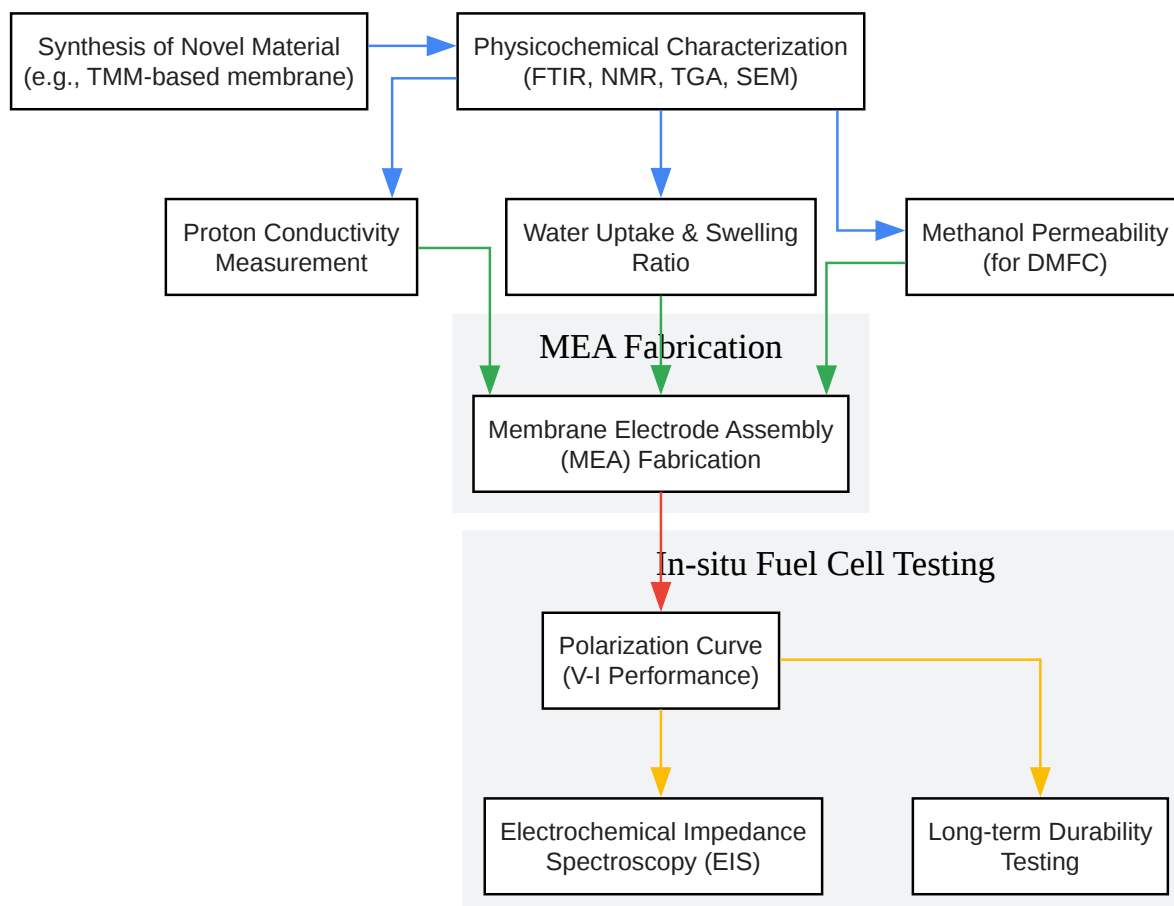 Synthesis of Novel Material
(e.g., TMM-based membrane)
Physicochemical Characterization
(FTIR, NMR, TGA, SEM)
Proton Conductivity
Measurement
Water Uptake & Swelling
Ratio
Methanol Permeability
(for DMFC)
MEA Fabrication
Membrane Electrode Assembly
(MEA) Fabrication
In-situ Fuel Cell Testing
Polarization Curve
(V-I Performance)
Electrochemical Impedance
Spectroscopy (EIS)
Long-term Durability
Testing